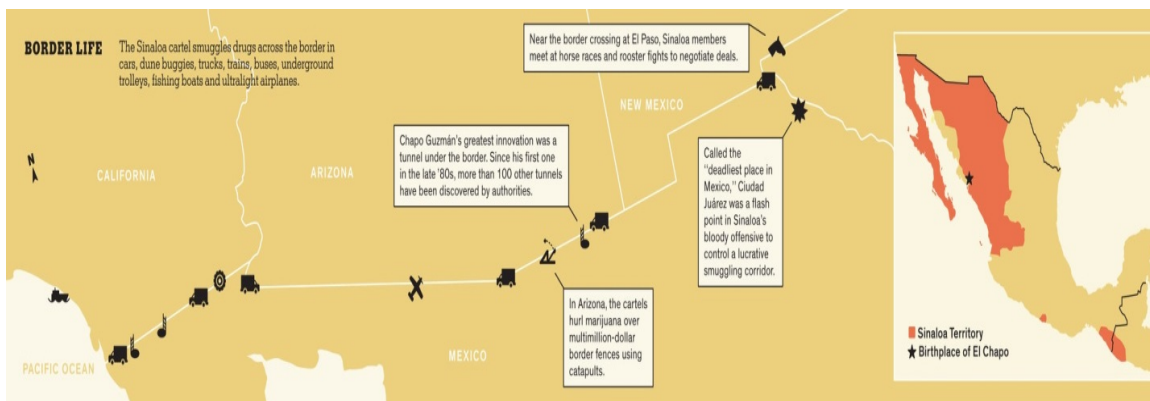 BORDER LIFE
The Sinaloa cartel smuggles drugs across the border in
cars, dune buggies, trucks, trains, buses, underground
trolleys, fishing boats and ultralight airplanes.
Near the border crossing at El Paso, Sinaloa members
meet at horse races and rooster fights to negotiate deals.
NEW MEXICO
Chapo Guzmán's greatest innovation was a
tunnel under the border. Since his first one
in the late '80s, more than 100 other tunnels
have been discovered by authorities.
N
CALIFORNIA
ARIZONA
Called the
"deadliest place in
Mexico," Ciudad
Juárez was a flash
point in Sinaloa's
bloody offensive to
control a lucrative
smuggling corridor.
In Arizona, the cartels
hurl marijuana over
multimillion-dollar
border fences using
catapults.
MEXICO
PACIFIC OCEAN
Sinaloa Territory
Birthplace of El Chapo